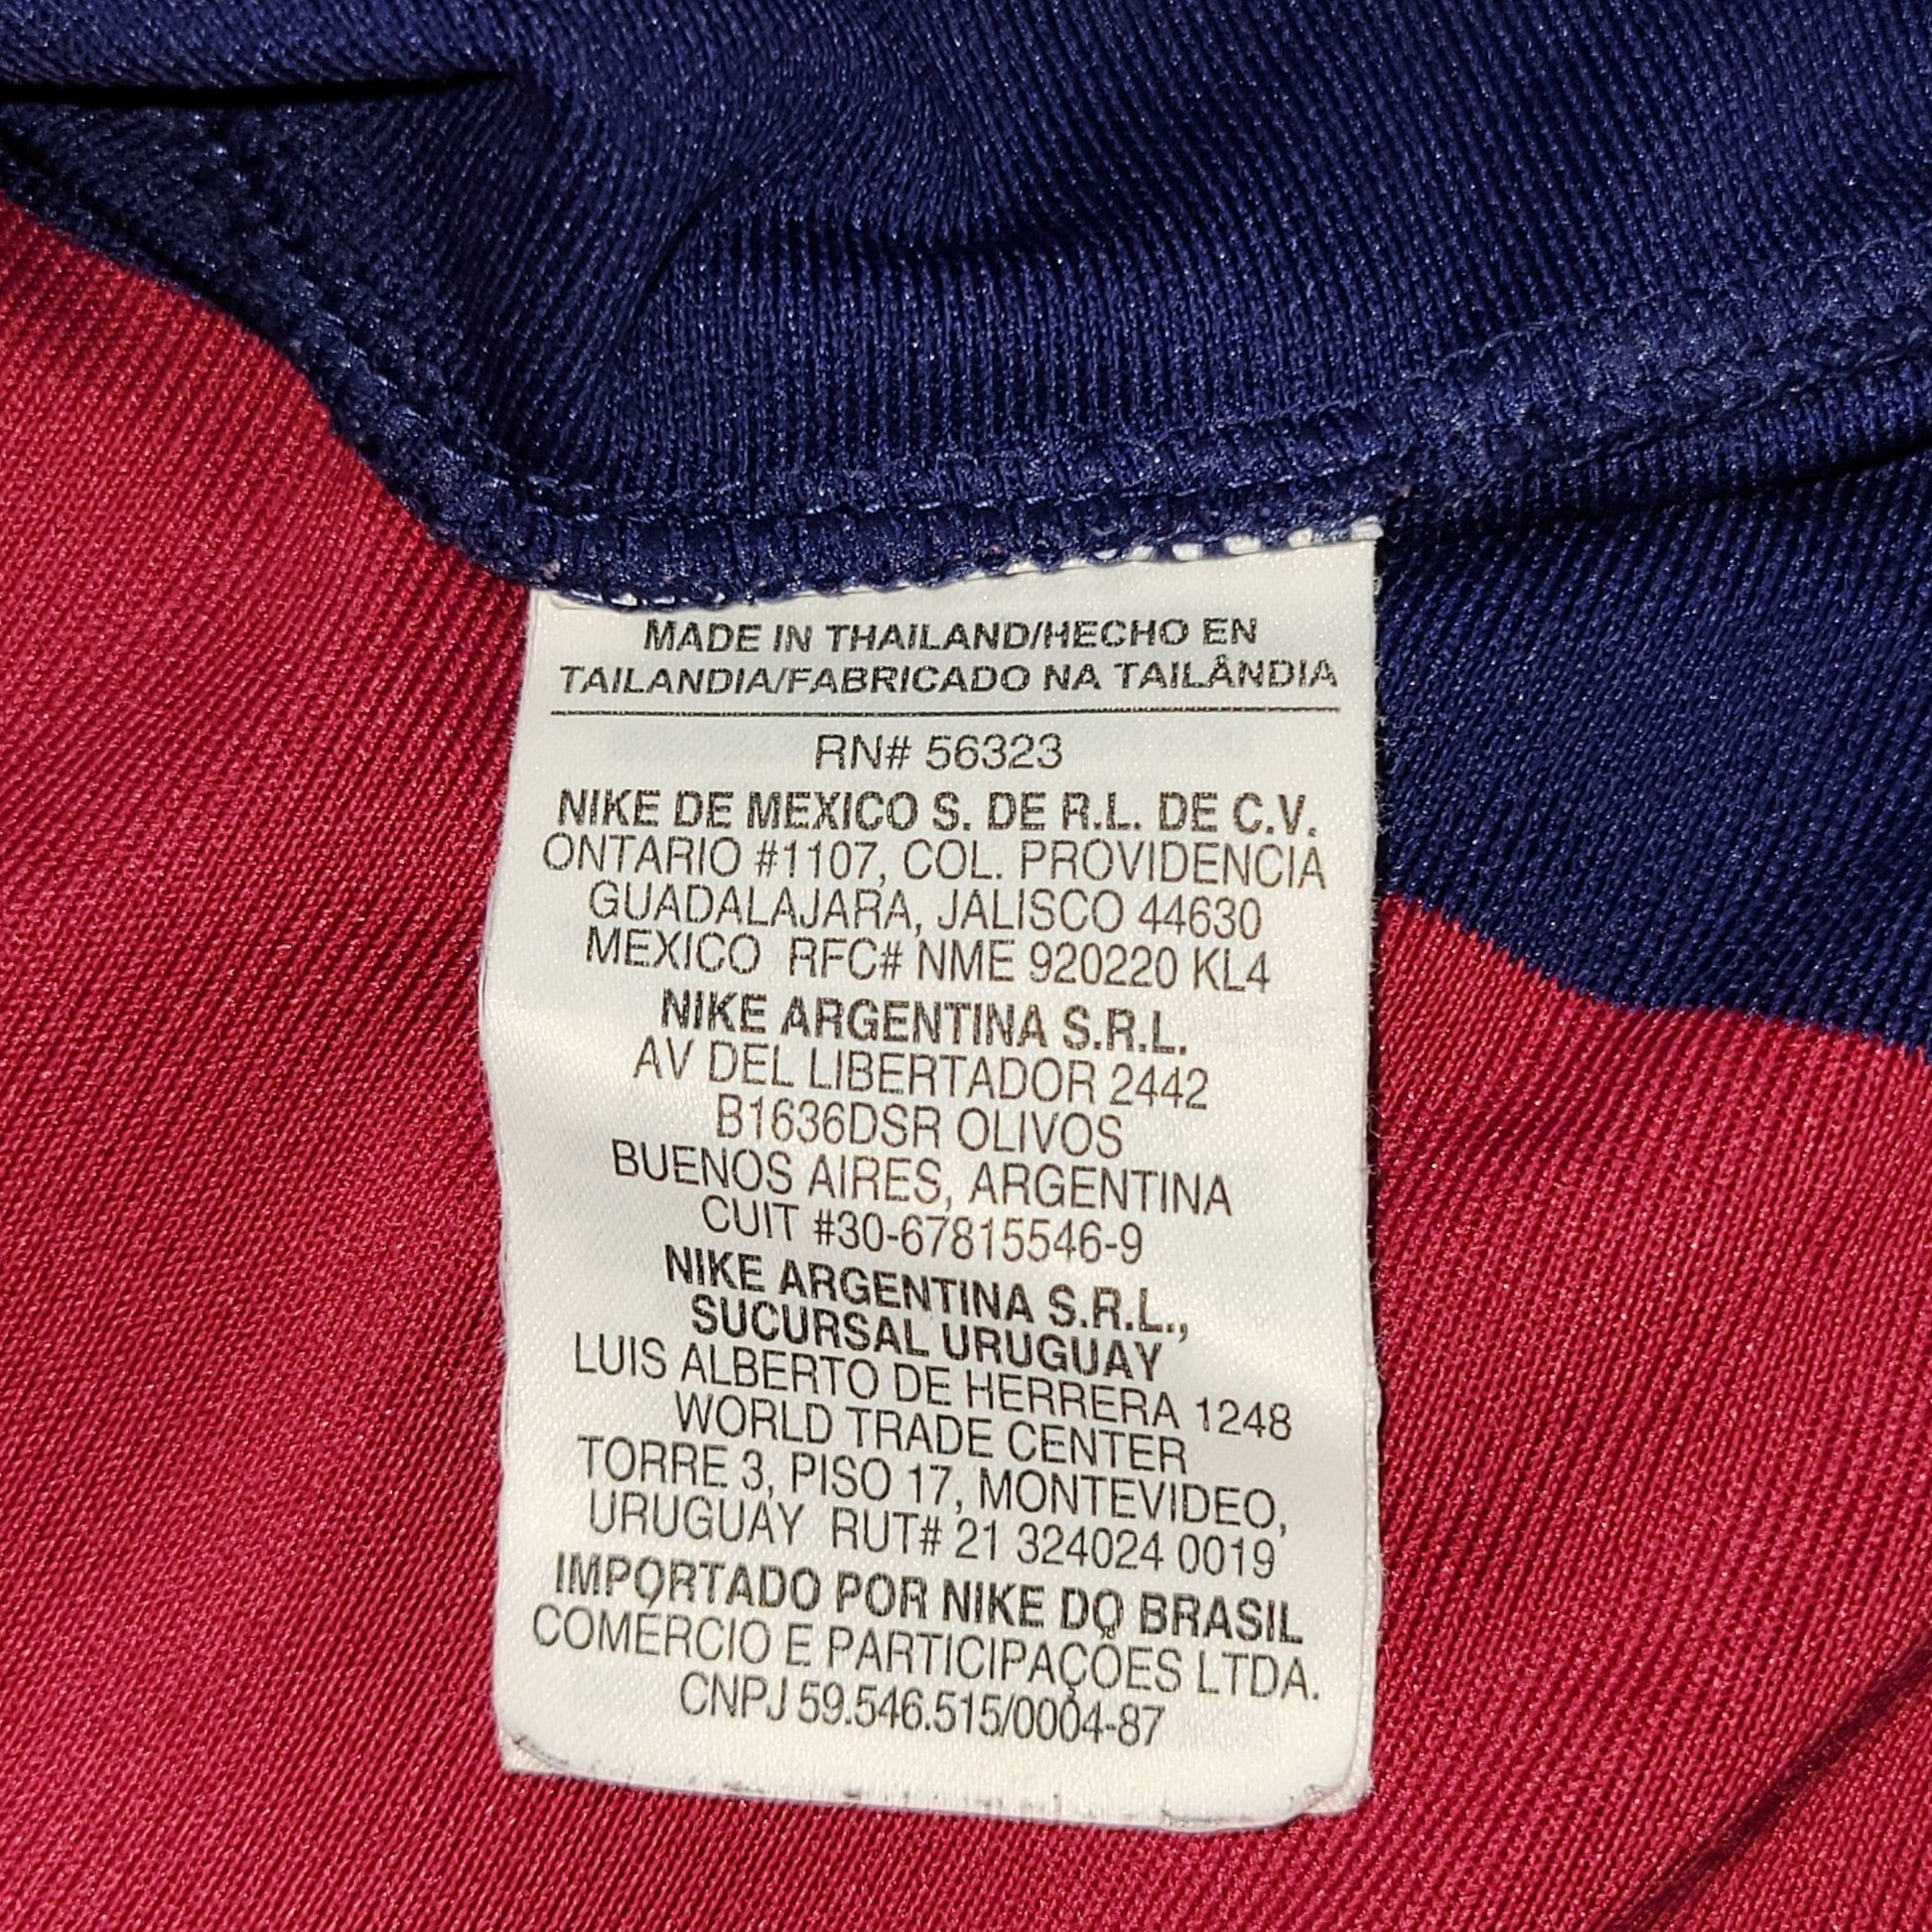 MADE IN THAILAND/HECHO EN
TAILANDIA/FABRICADO NA TAILÂNDIA
RN# 56323
NIKE DE MEXICO S. DE R.L. DE C.V.
ONTARIO #1107, COL. PROVIDENCIA
GUADALAJARA, JALISCO 44630
MEXICO RFC# NME 920220 KL4
NIKE ARGENTINA S.R.L.
AV DEL LIBERTADOR 2442
B1636DSR OLIVOS
BUENOS AIRES, ARGENTINA
CUIT #30-67815546-9
NIKE ARGENTINA S.R.L.,
SUCURSAL URUGUAY
LUIS ALBERTO DE HERRERA 1248
WORLD TRADE CENTER
TORRE 3, PISO 17, MONTEVIDEO,
URUGUAY RUT# 21 324024 0019
IMPORTADO POR NIKE DO BRASIL
COMÉRCIO E PARTICIPAÇÕES LTDA.
CNPJ 59.546.515/0004-87